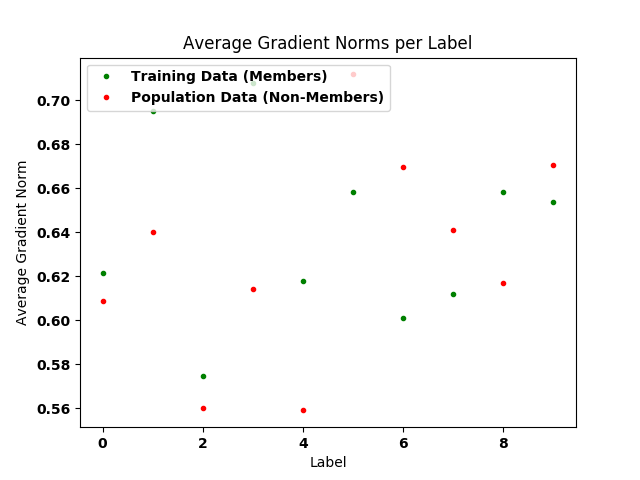 Average Gradient Norms per Label
Training Data (Members)
Population Data (Non-Members)
0.70
0.68
0.66
0.64
0.62
0.60
0.58
0.56
Average Gradient Norm
0 2 4 6 8
Label